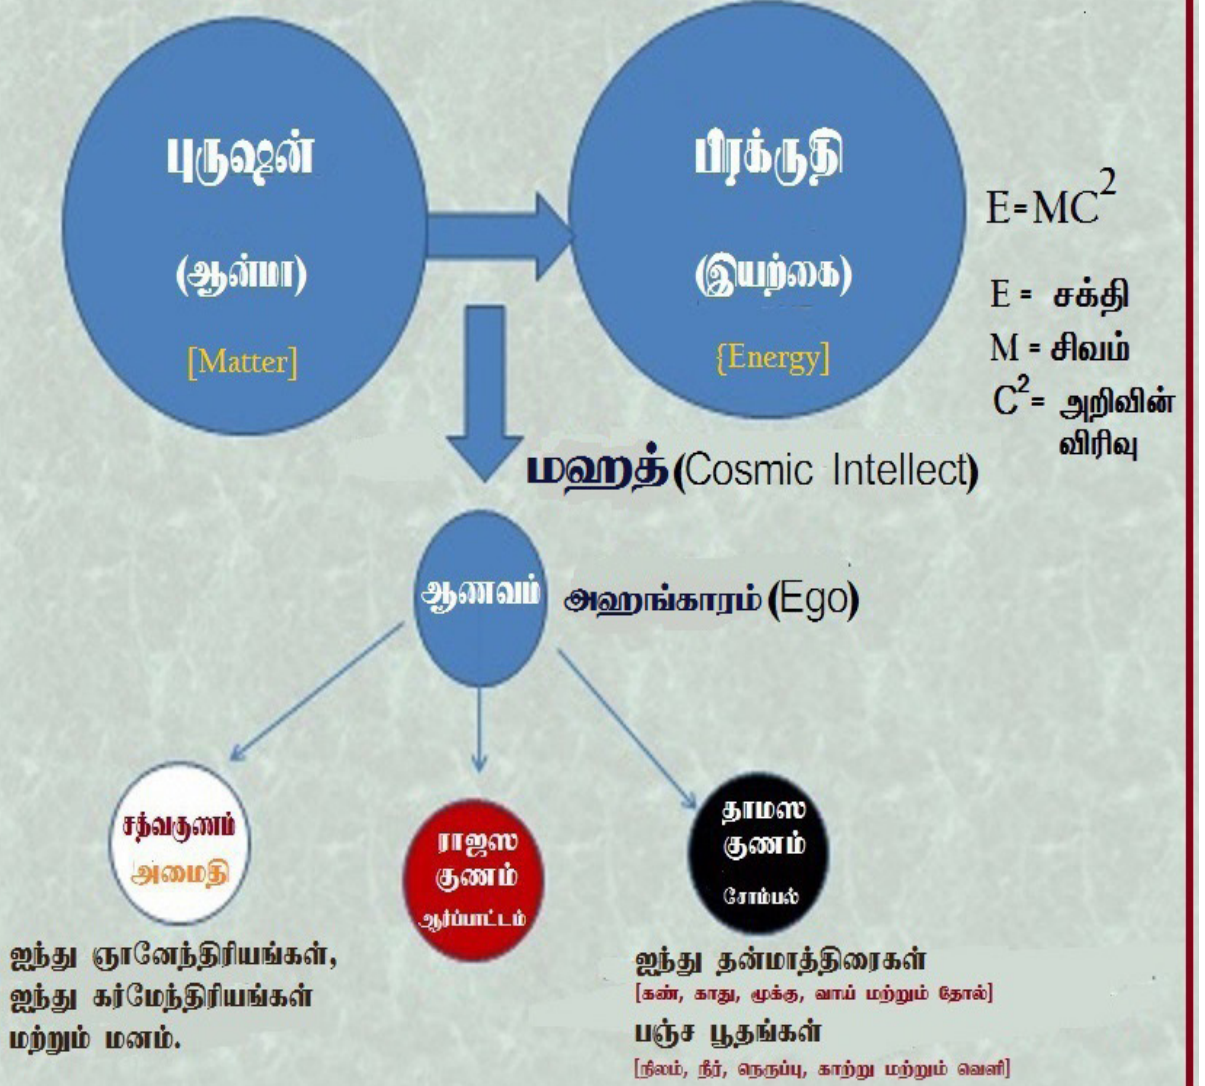 புருஷன்
(ஆன்மா)
[Matter]
பிரக்ருதி
(இயற்கை)
{Energy]
E=MC²
E = சக்தி
M = சிவம்
C²= அறிவின்
விரிவு
மஹத் (Cosmic Intellect)
ஆணவம்
அஹங்காரம் (Ego)
சத்வகுணம்
அமைதி
ராஜஸ
குணம்
ஆர்ப்பாட்டம்
தாமஸ
குணம்
சோம்பல்
ஐந்து ஞானேந்திரியங்கள்,
ஐந்து கர்மேந்திரியங்கள்
மற்றும் மனம்.
ஐந்து தன்மாத்திரைகள்
[கண், காது, மூக்கு, வாய் மற்றும் தோல்]
பஞ்ச பூதங்கள்
[நிலம், நீர், நெருப்பு, காற்று மற்றும் வெளி]